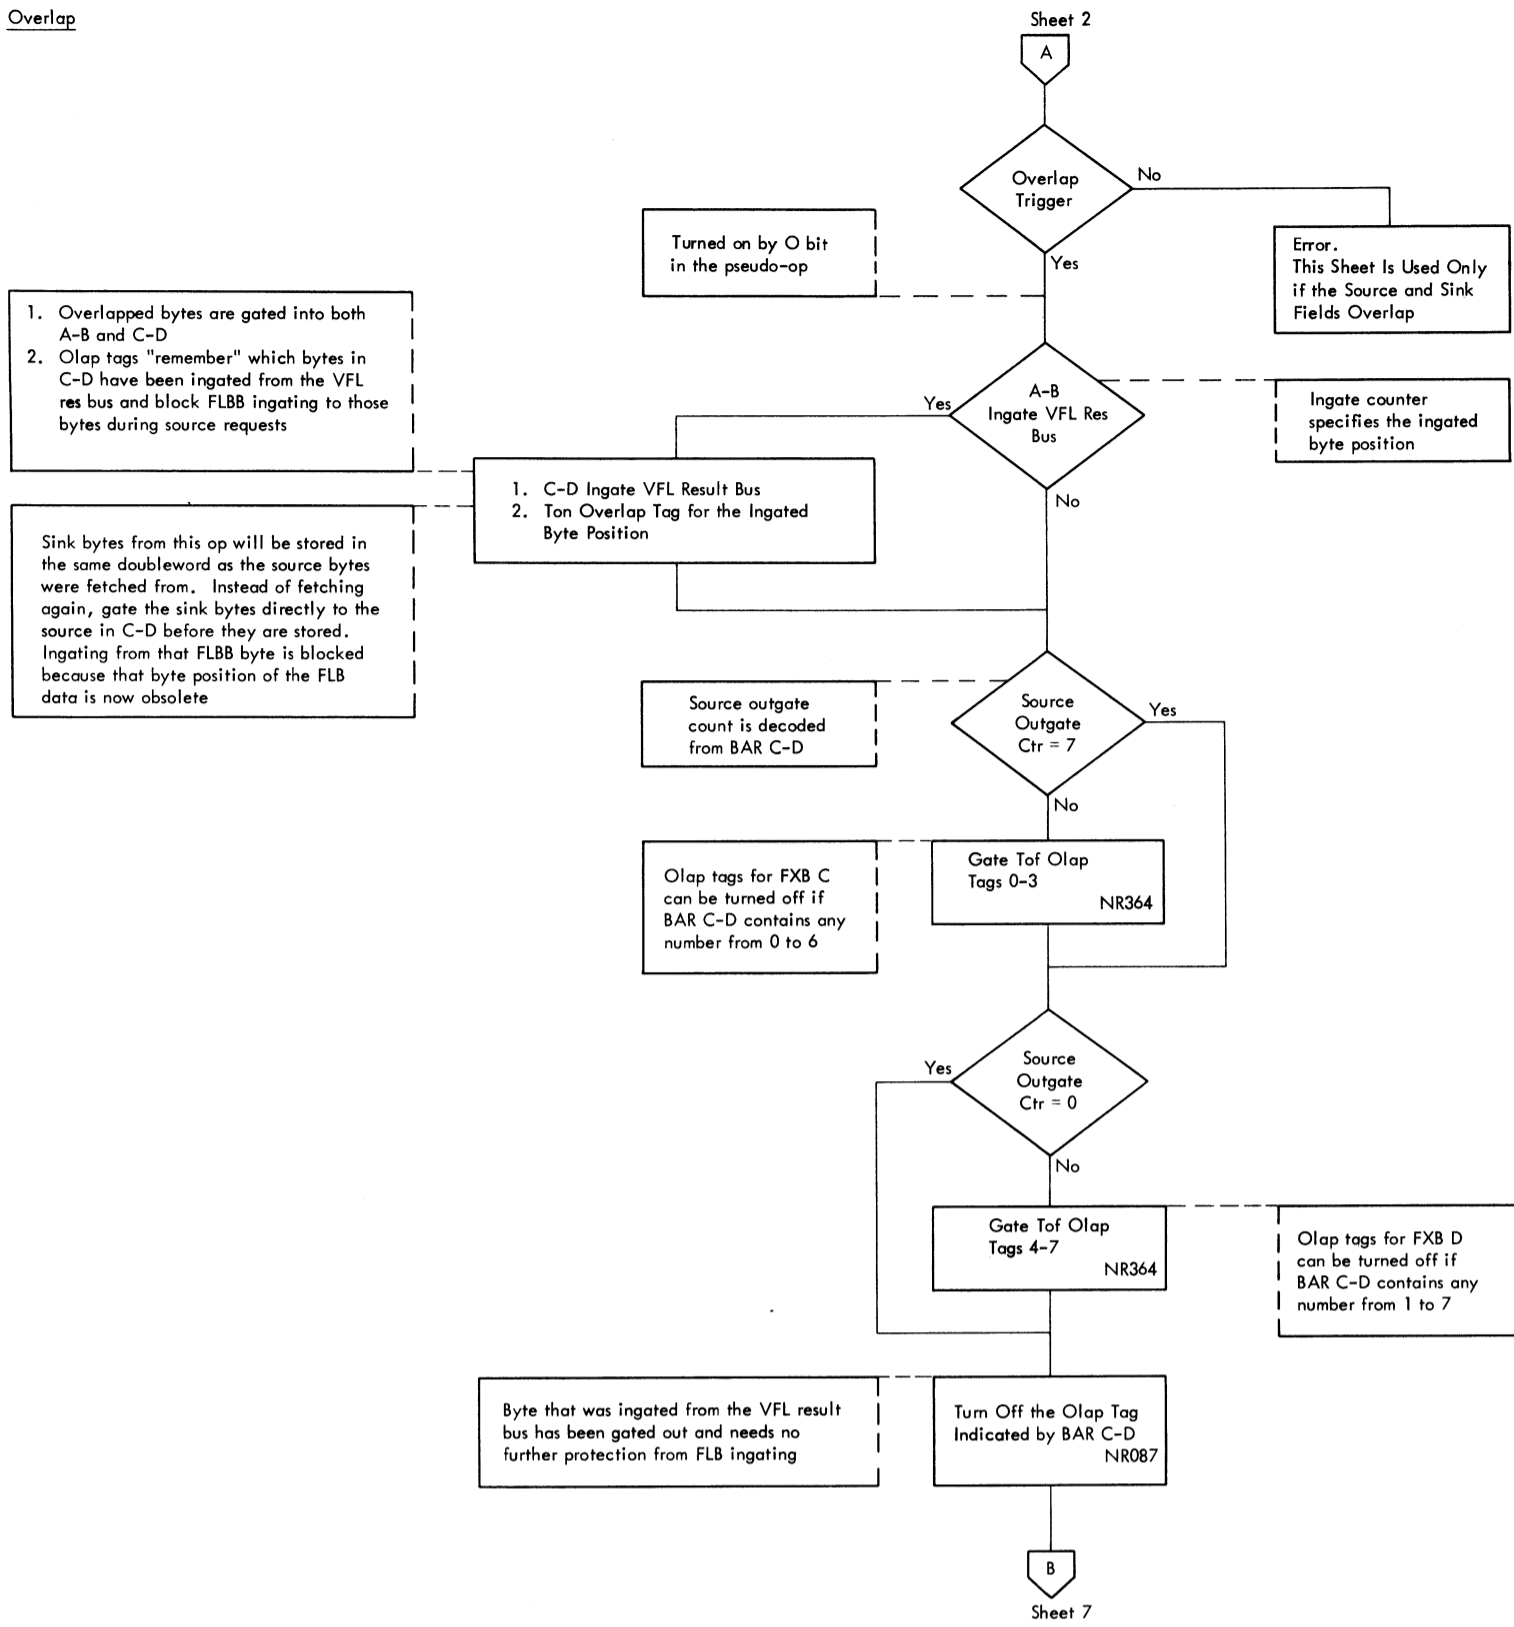 Overlap
Sheet 2
A
Overlap
Trigger
No
Yes
Error.
This Sheet Is Used Only
if the Source and Sink
Fields Overlap
Turned on by O bit
in the pseudo-op
1. Overlapped bytes are gated into both
A-B and C-D
2. Olap tags "remember" which bytes in
C-D have been ingated from the VFL
res bus and block FLBB ingating to those
bytes during source requests
A-B
Ingate VFL Res
Bus
Yes
No
Ingate counter
specifies the ingated
byte position
1. C-D Ingate VFL Result Bus
2. Ton Overlap Tag for the Ingated
Byte Position
Sink bytes from this op will be stored in
the same doubleword as the source bytes
were fetched from. Instead of fetching
again, gate the sink bytes directly to the
source in C-D before they are stored.
Ingating from that FLBB byte is blocked
because that byte position of the FLB
data is now obsolete
Source outgate
count is decoded
from BAR C-D
Source
Outgate
Ctr = 7
Yes
No
Olap tags for FXB C
can be turned off if
BAR C-D contains any
number from 0 to 6
Gate Tof Olap
Tags 0-3
NR364
Source
Outgate
Ctr = 0
Yes
No
Gate Tof Olap
Tags 4-7
NR364
Olap tags for FXB D
can be turned off if
BAR C-D contains any
number from 1 to 7
Byte that was ingated from the VFL result
bus has been gated out and needs no
further protection from FLB ingating
Turn Off the Olap Tag
Indicated by BAR C-D
NR087
B
Sheet 7